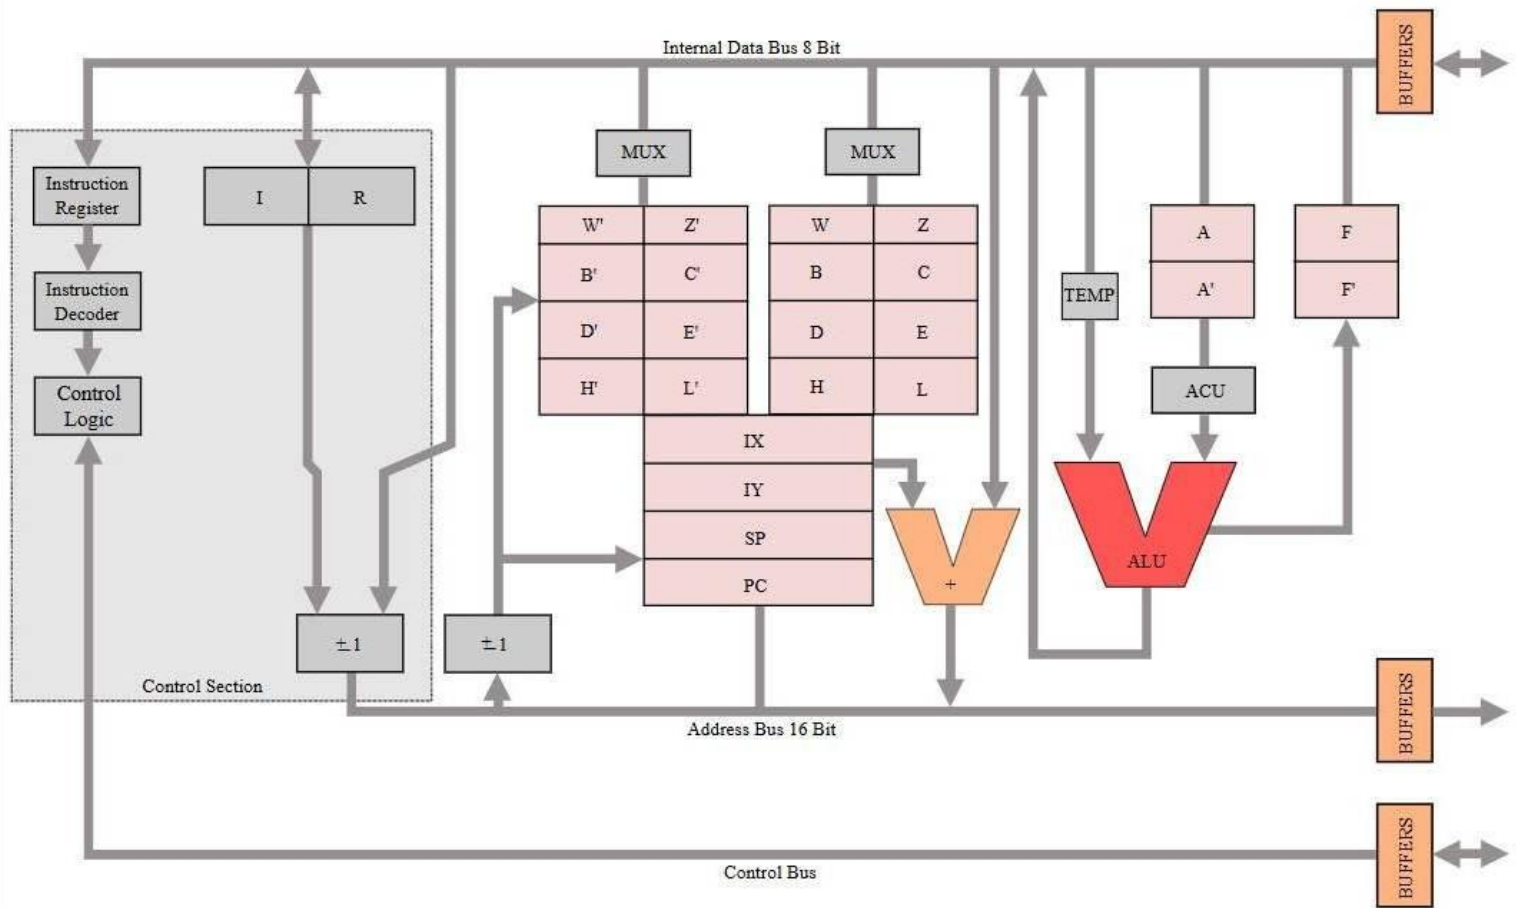 Internal Data Bus 8 Bit
BUFFERS
MUX
MUX
Instruction
Register
I
R
W'
Z'
W
Z
A
F
B'
C'
B
C
A'
F'
Instruction
Decoder
TEMP
D'
E'
D
E
Control
Logic
H'
L'
H
L
ACU
IX
IY
SP
PC
+
ALU
±1
±1
Control Section
BUFFERS
Address Bus 16 Bit
BUFFERS
Control Bus